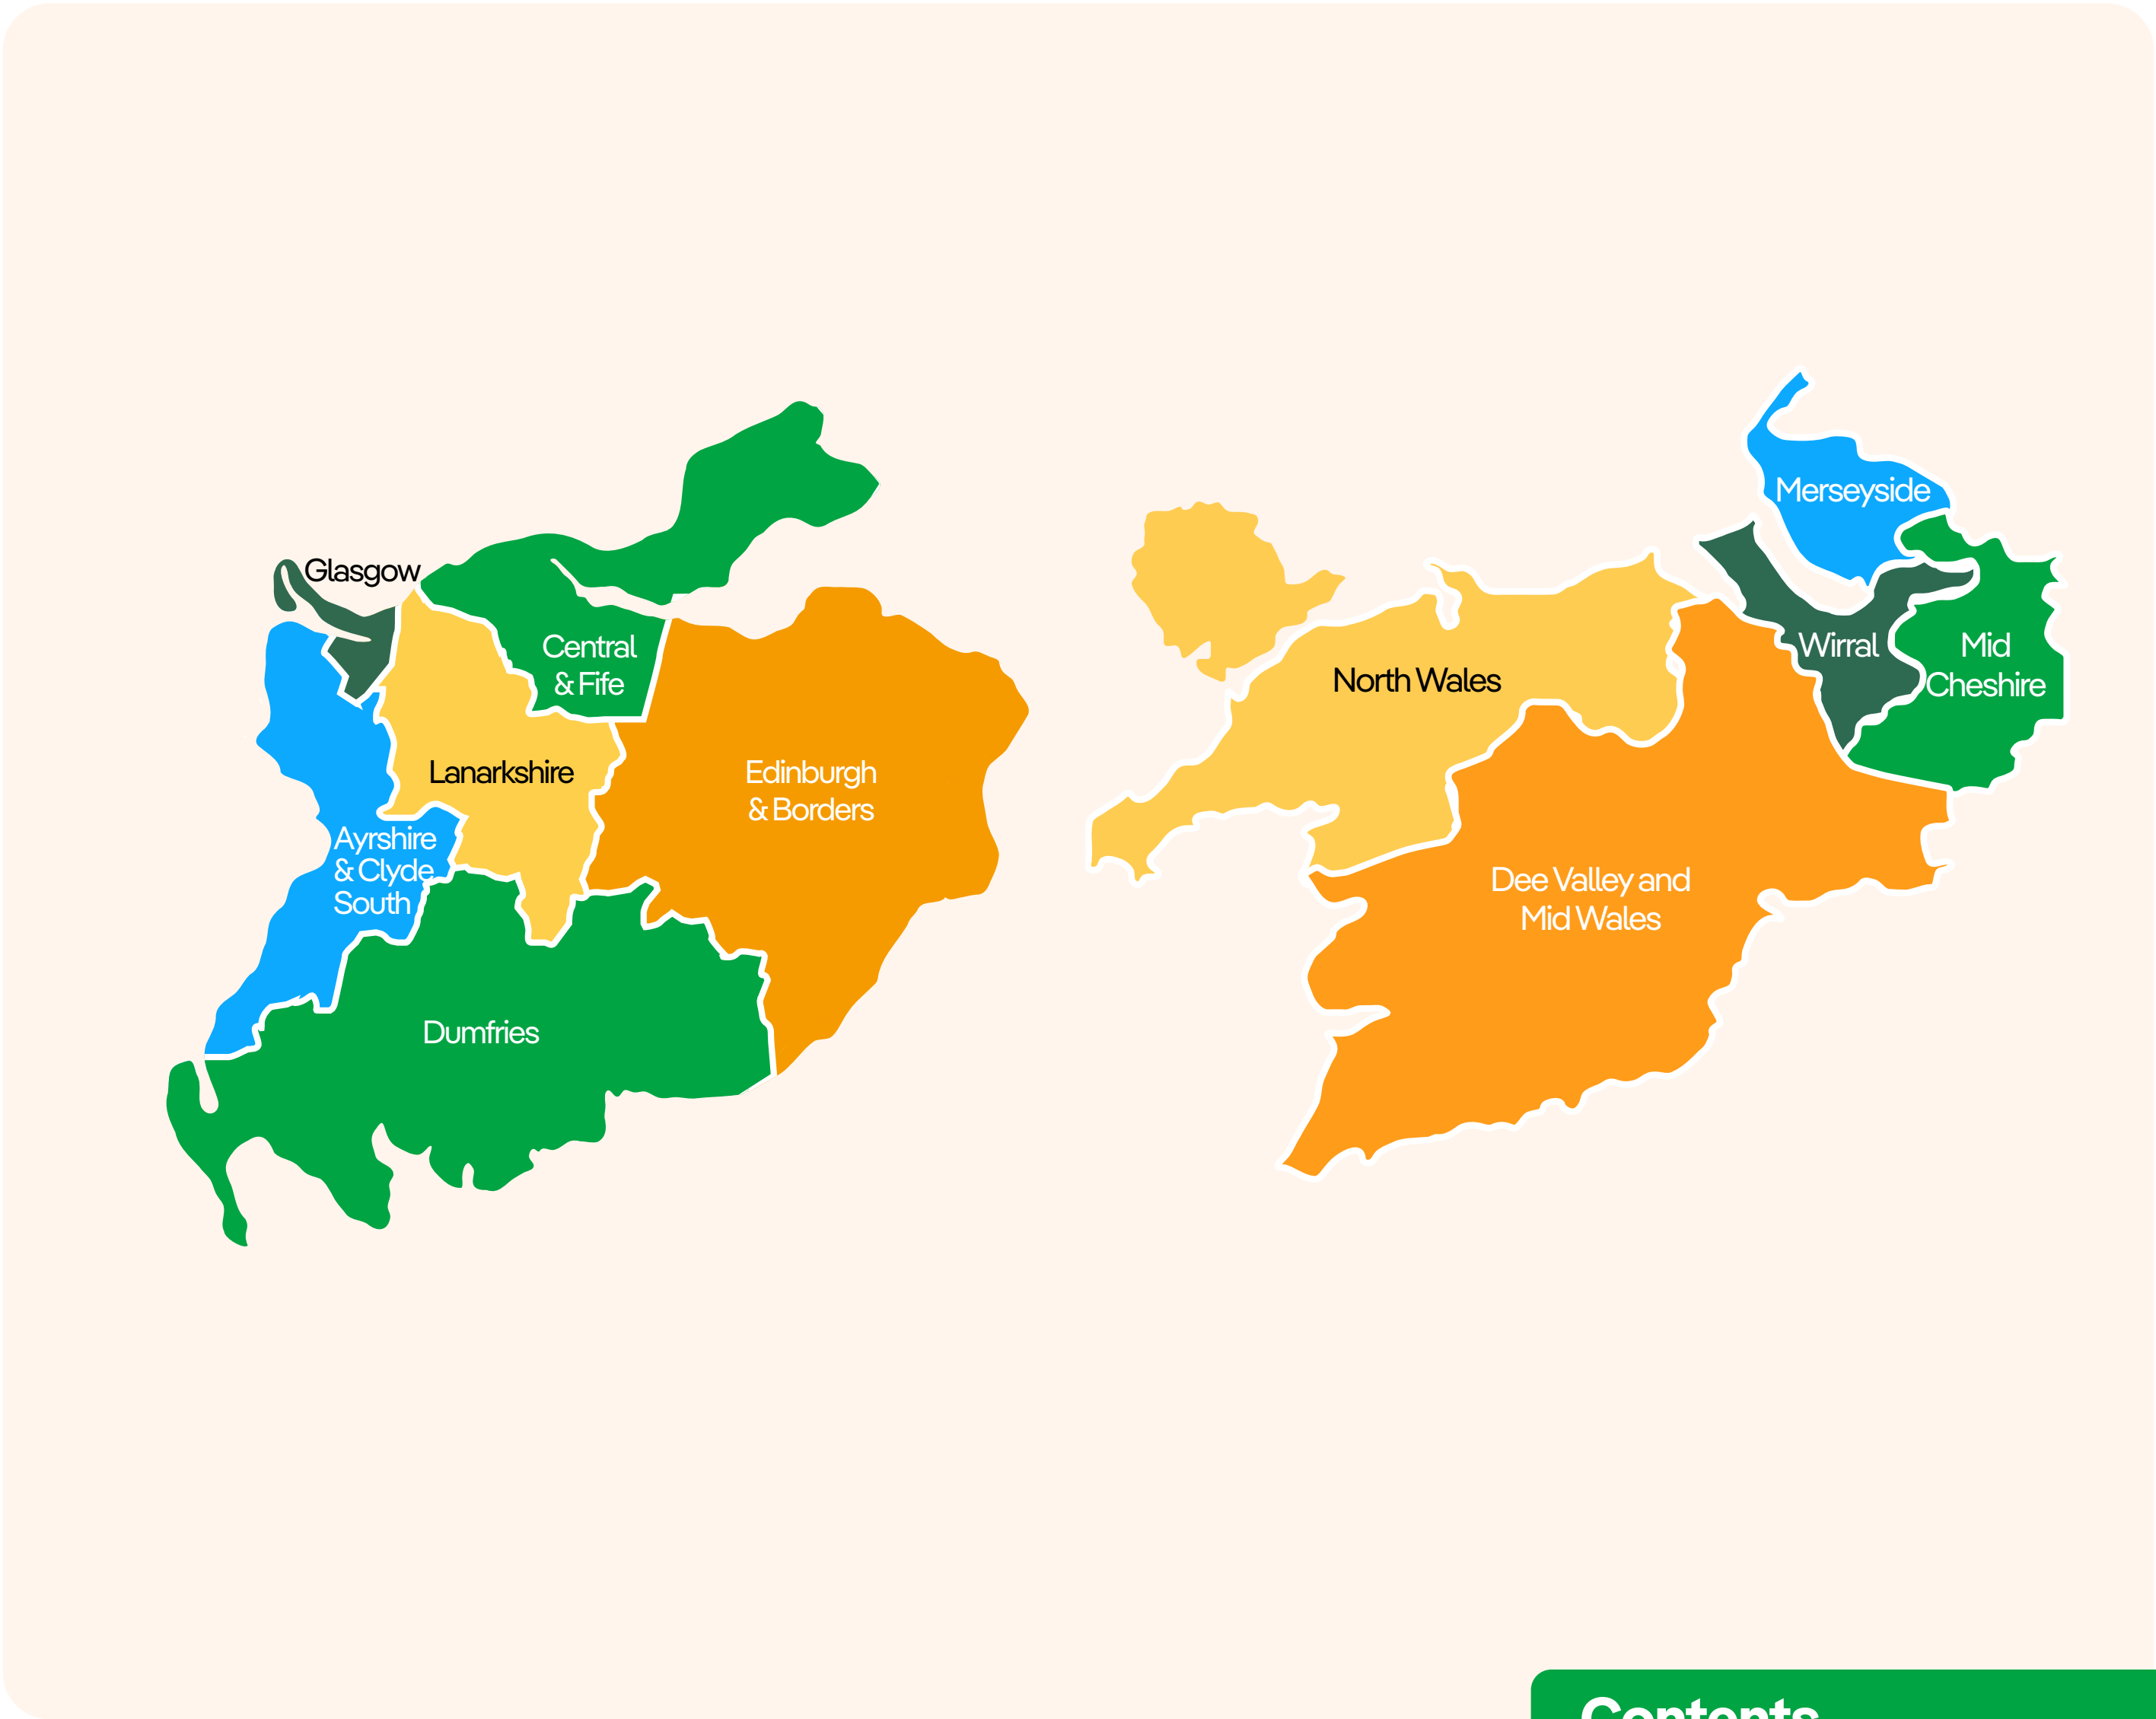 Glasgow
Central
& Fife
Lanarkshire
Edinburgh
& Borders
Ayrshire
& Clyde
South
Dumfries
Merseyside
Wirral
Mid
Cheshire
North Wales
Dee Valley and
Mid Wales
Contents